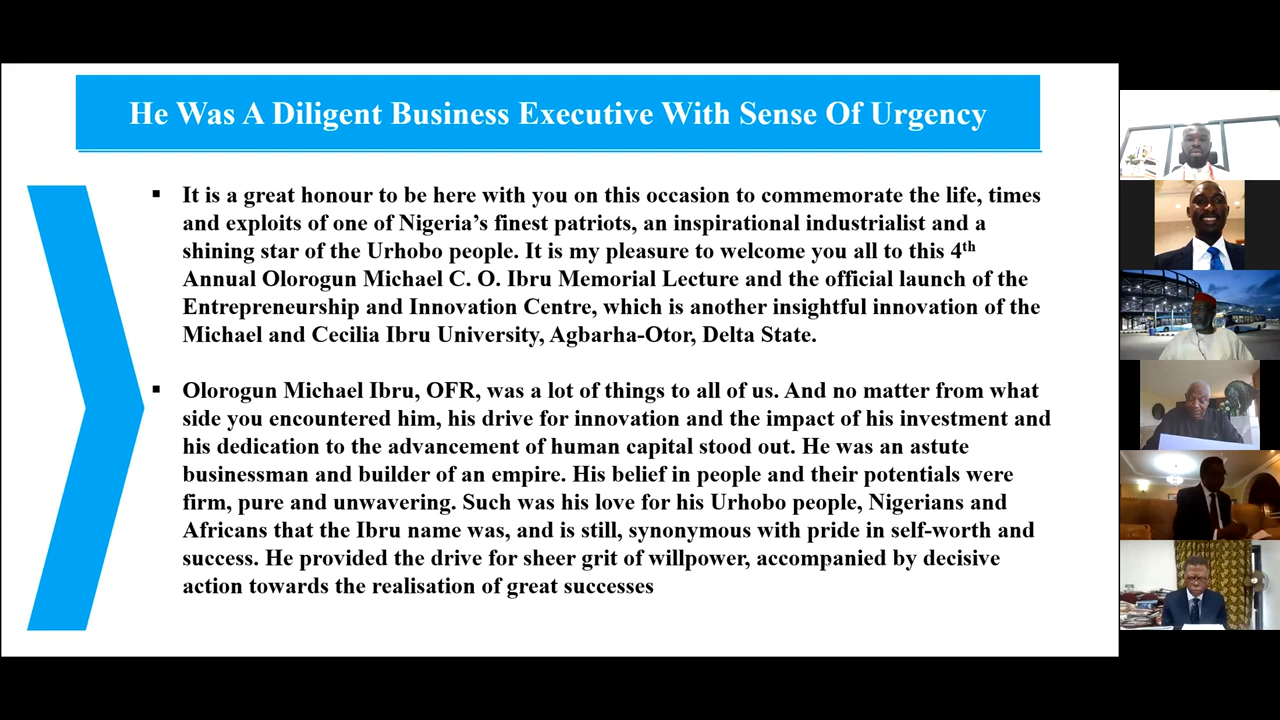 He Was A Diligent Business Executive With Sense Of Urgency
▪ It is a great honour to be here with you on this occasion to commemorate the life, times
and exploits of one of Nigeria’s finest patriots, an inspirational industrialist and a
shining star of the Urhobo people. It is my pleasure to welcome you all to this 4th
Annual Olorogun Michael C. O. Ibru Memorial Lecture and the official launch of the
Entrepreneurship and Innovation Centre, which is another insightful innovation of the
Michael and Cecilia Ibru University, Agbarha-Otor, Delta State.
▪ Olorogun Michael Ibru, OFR, was a lot of things to all of us. And no matter from what
side you encountered him, his drive for innovation and the impact of his investment and
his dedication to the advancement of human capital stood out. He was an astute
businessman and builder of an empire. His belief in people and their potentials were
firm, pure and unwavering. Such was his love for his Urhobo people, Nigerians and
Africans that the Ibru name was, and is still, synonymous with pride in self-worth and
success. He provided the drive for sheer grit of willpower, accompanied by decisive
action towards the realisation of great successes